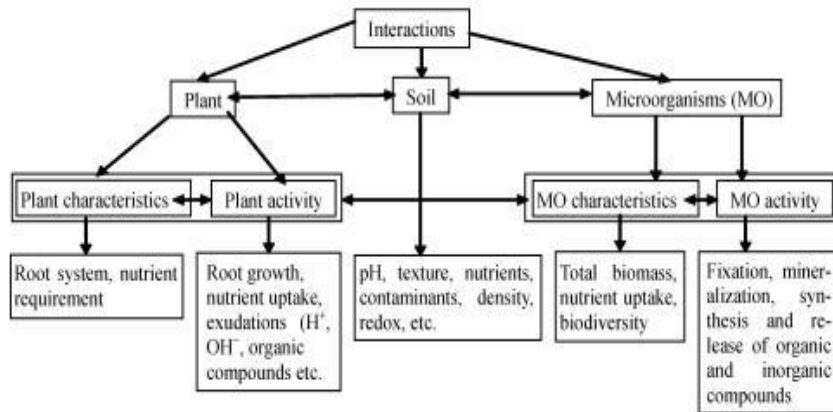 Interactions
Plant
Soil
Microorganisms (MO)
Plant characteristics
Plant activity
MO characteristics
MO activity
Root system, nutrient
requirement
Root growth,
nutrient uptake,
exudations (H⁺,
OH⁻, organic
compounds etc.
pH, texture, nutrients,
contaminants, density,
redox, etc.
Total biomass,
nutrient uptake,
biodiversity
Fixation, miner-
alization, syn-
thesis and re-
lease of organic
and inorganic
compounds